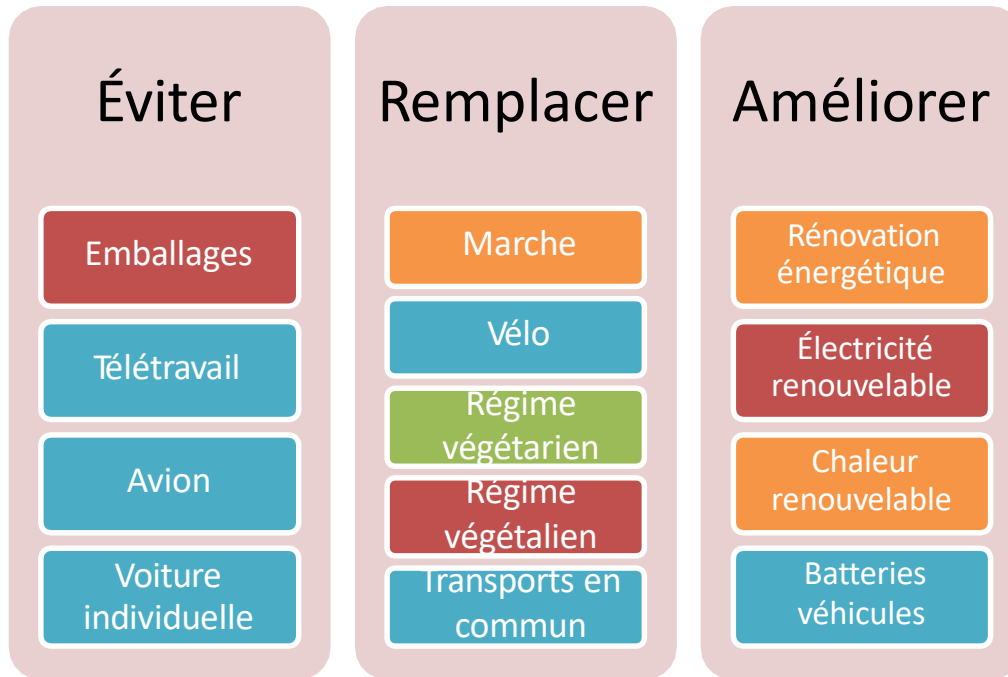 Éviter
Emballages
Télétravail
Avion
Voiture
individuelle
Remplacer
Marche
Vélo
Régime
végétarien
Régime
végétalien
Transports en
commun
Améliorer
Rénovation
énergétique
Électricité
renouvelable
Chaleur
renouvelable
Batteries
véhicules